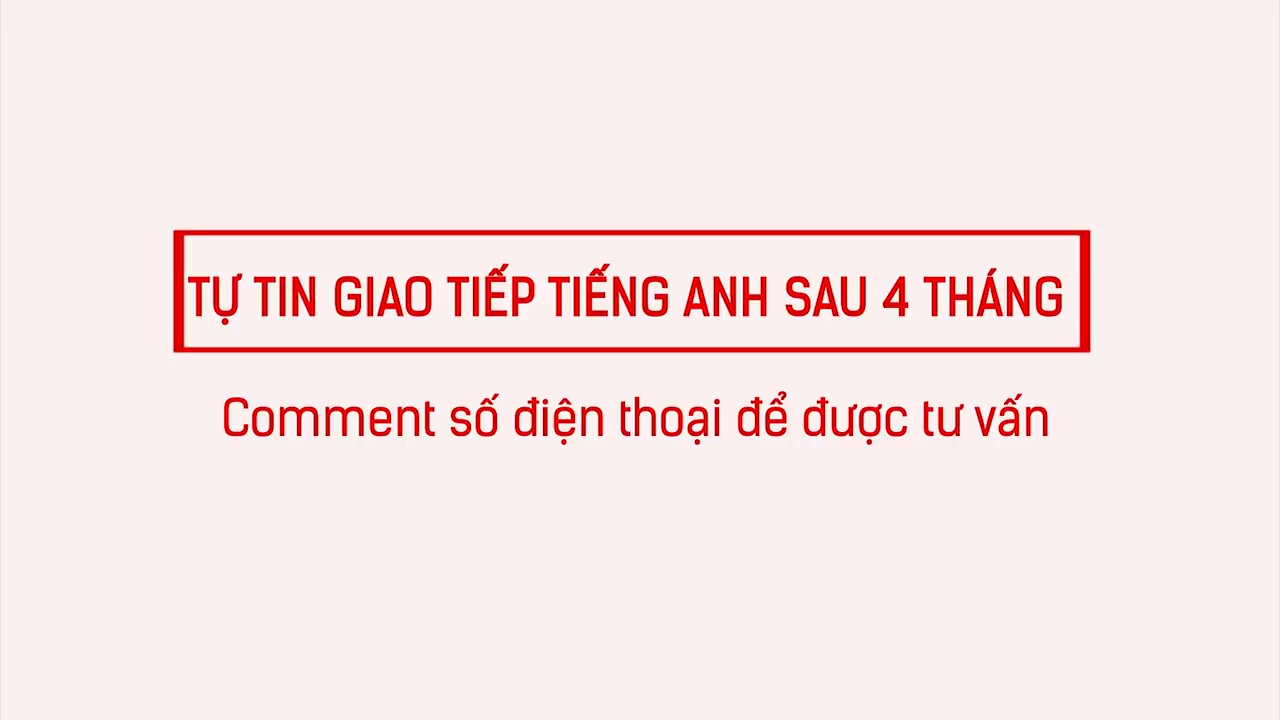 TỰ TIN GIAO TIẾP TIẾNG ANH SAU 4 THÁNG
Comment số điện thoại để được tư vấn